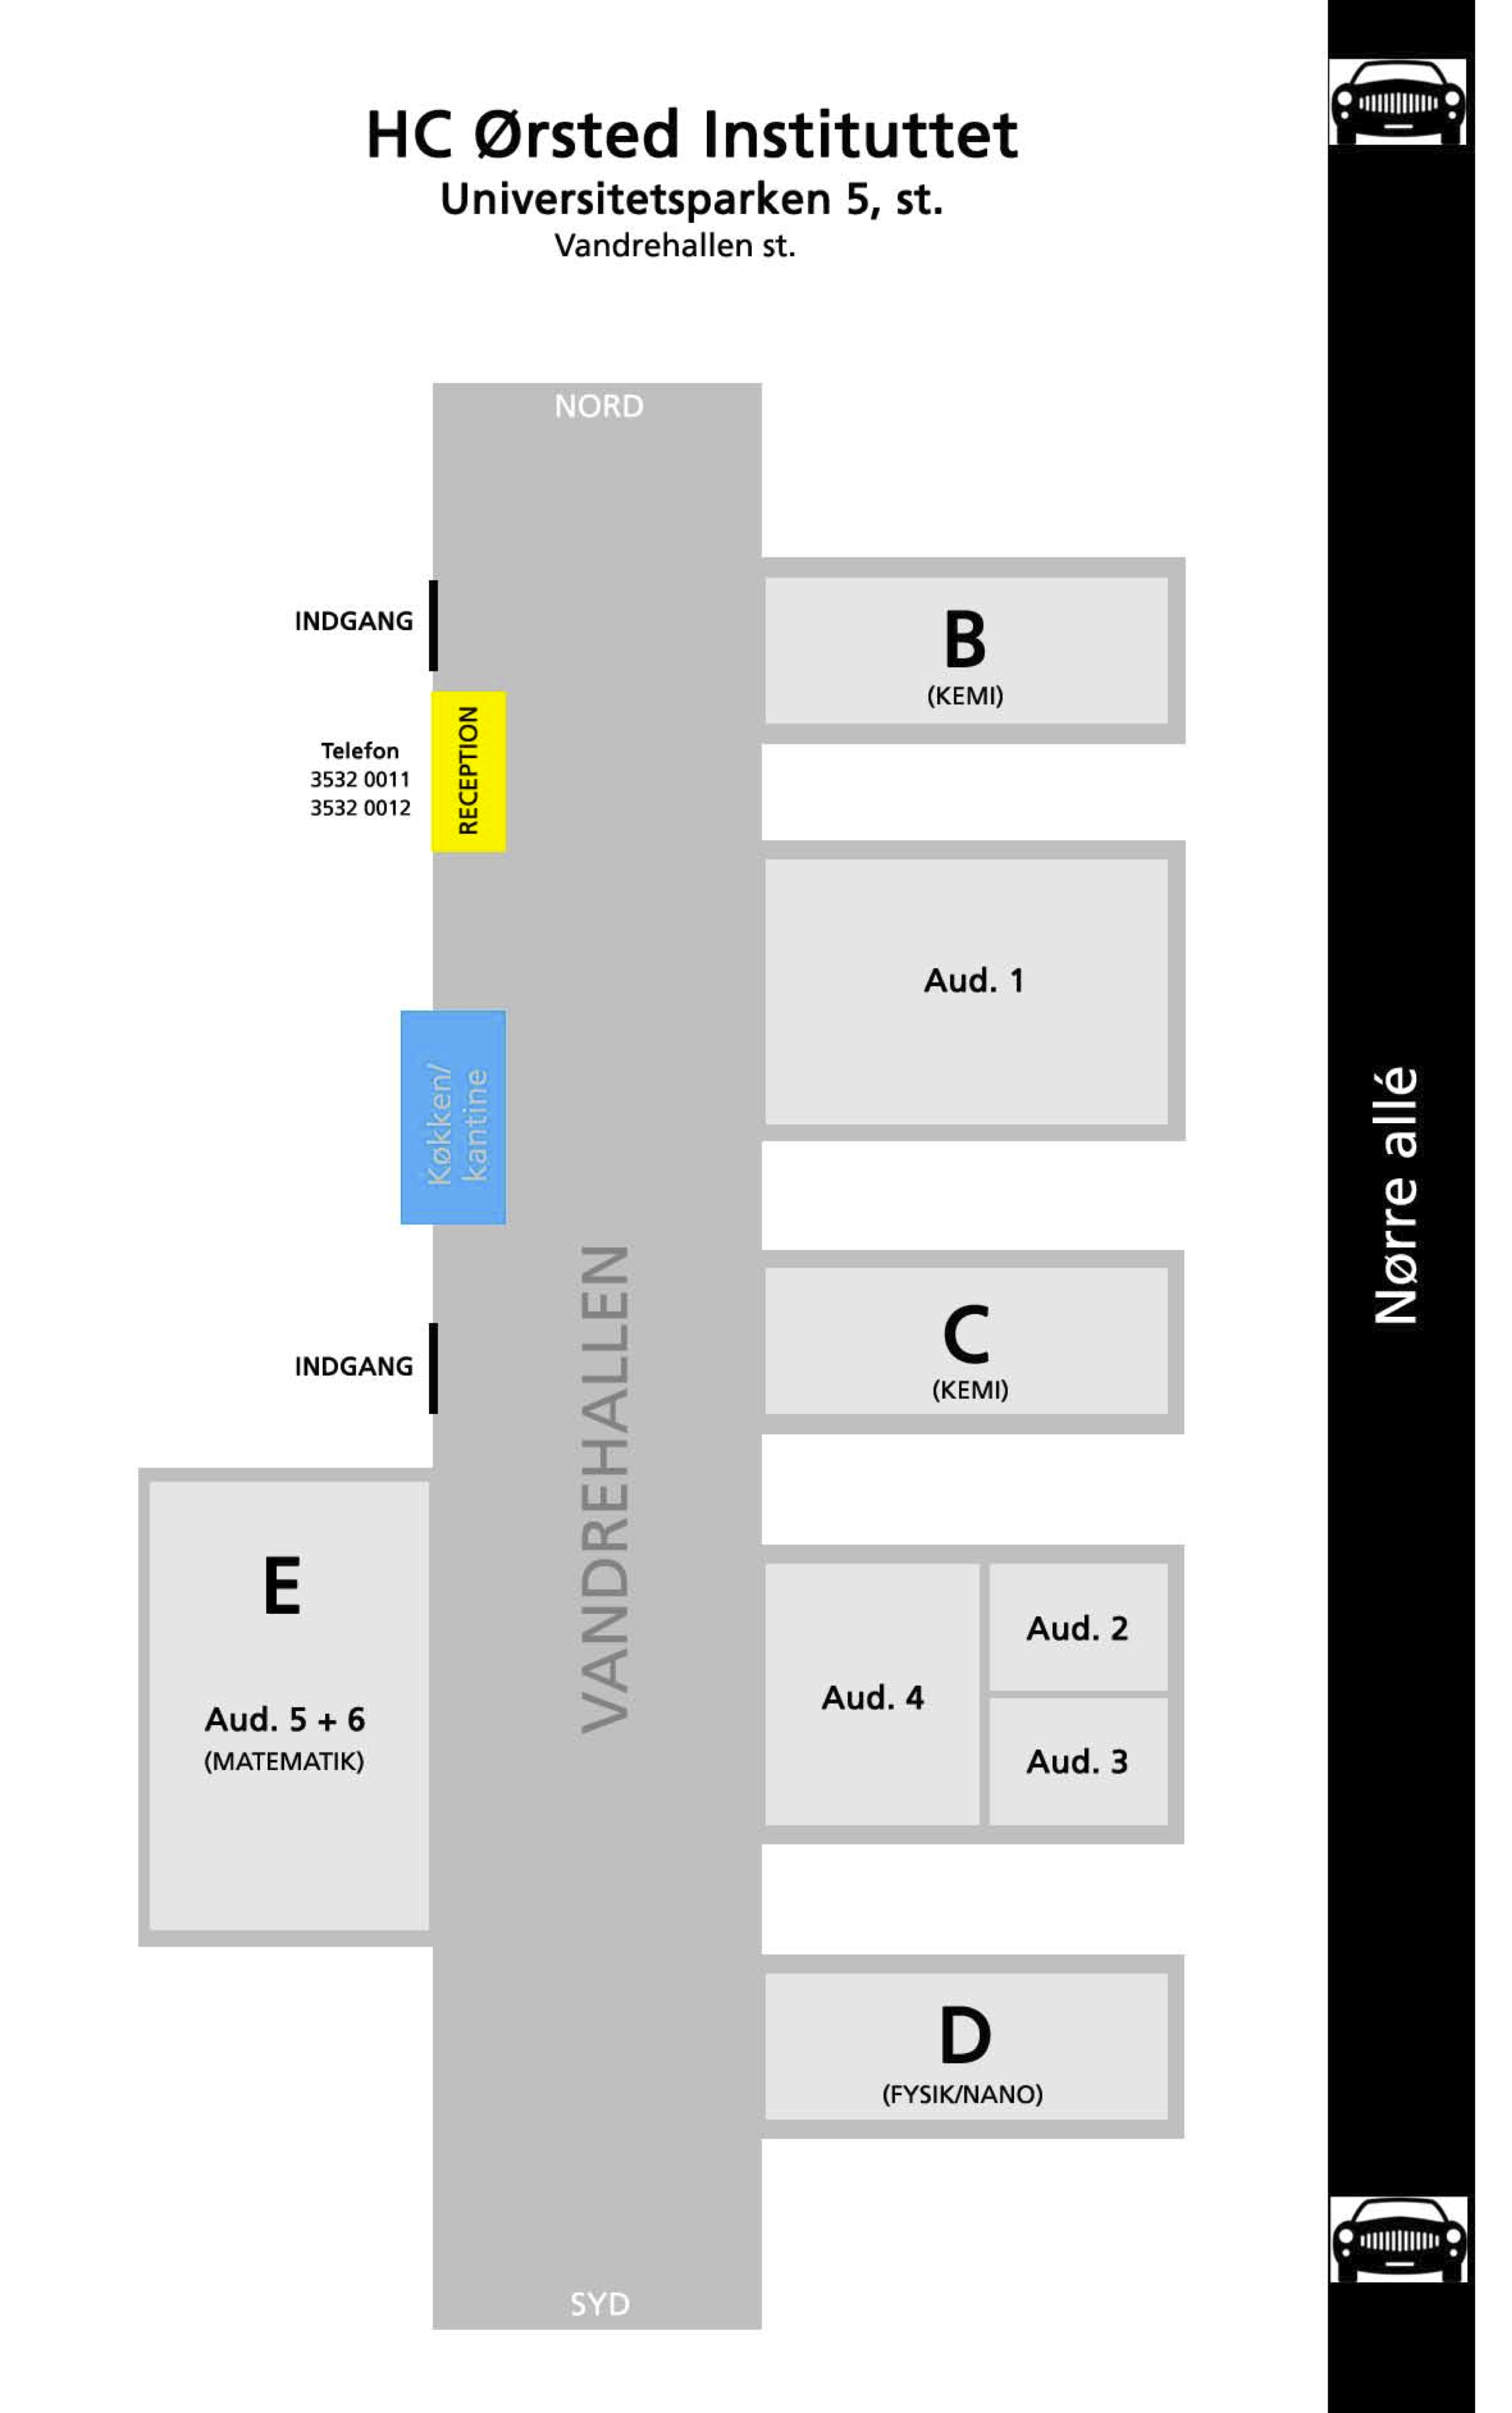 HC Ørsted Instituttet
Universitetsparken 5, st.
Vandrehallen st.
NORD
INDGANG
B
(KEMI)
RECEPTION
Telefon
3532 0011
3532 0012
Aud. 1
Køkken/
kantine
Nørre allé
INDGANG
VANDREHALLEN
C
(KEMI)
E
Aud. 5 + 6
(MATEMATIK)
Aud. 4
Aud. 2
Aud. 3
D
(FYSIK/NANO)
SYD